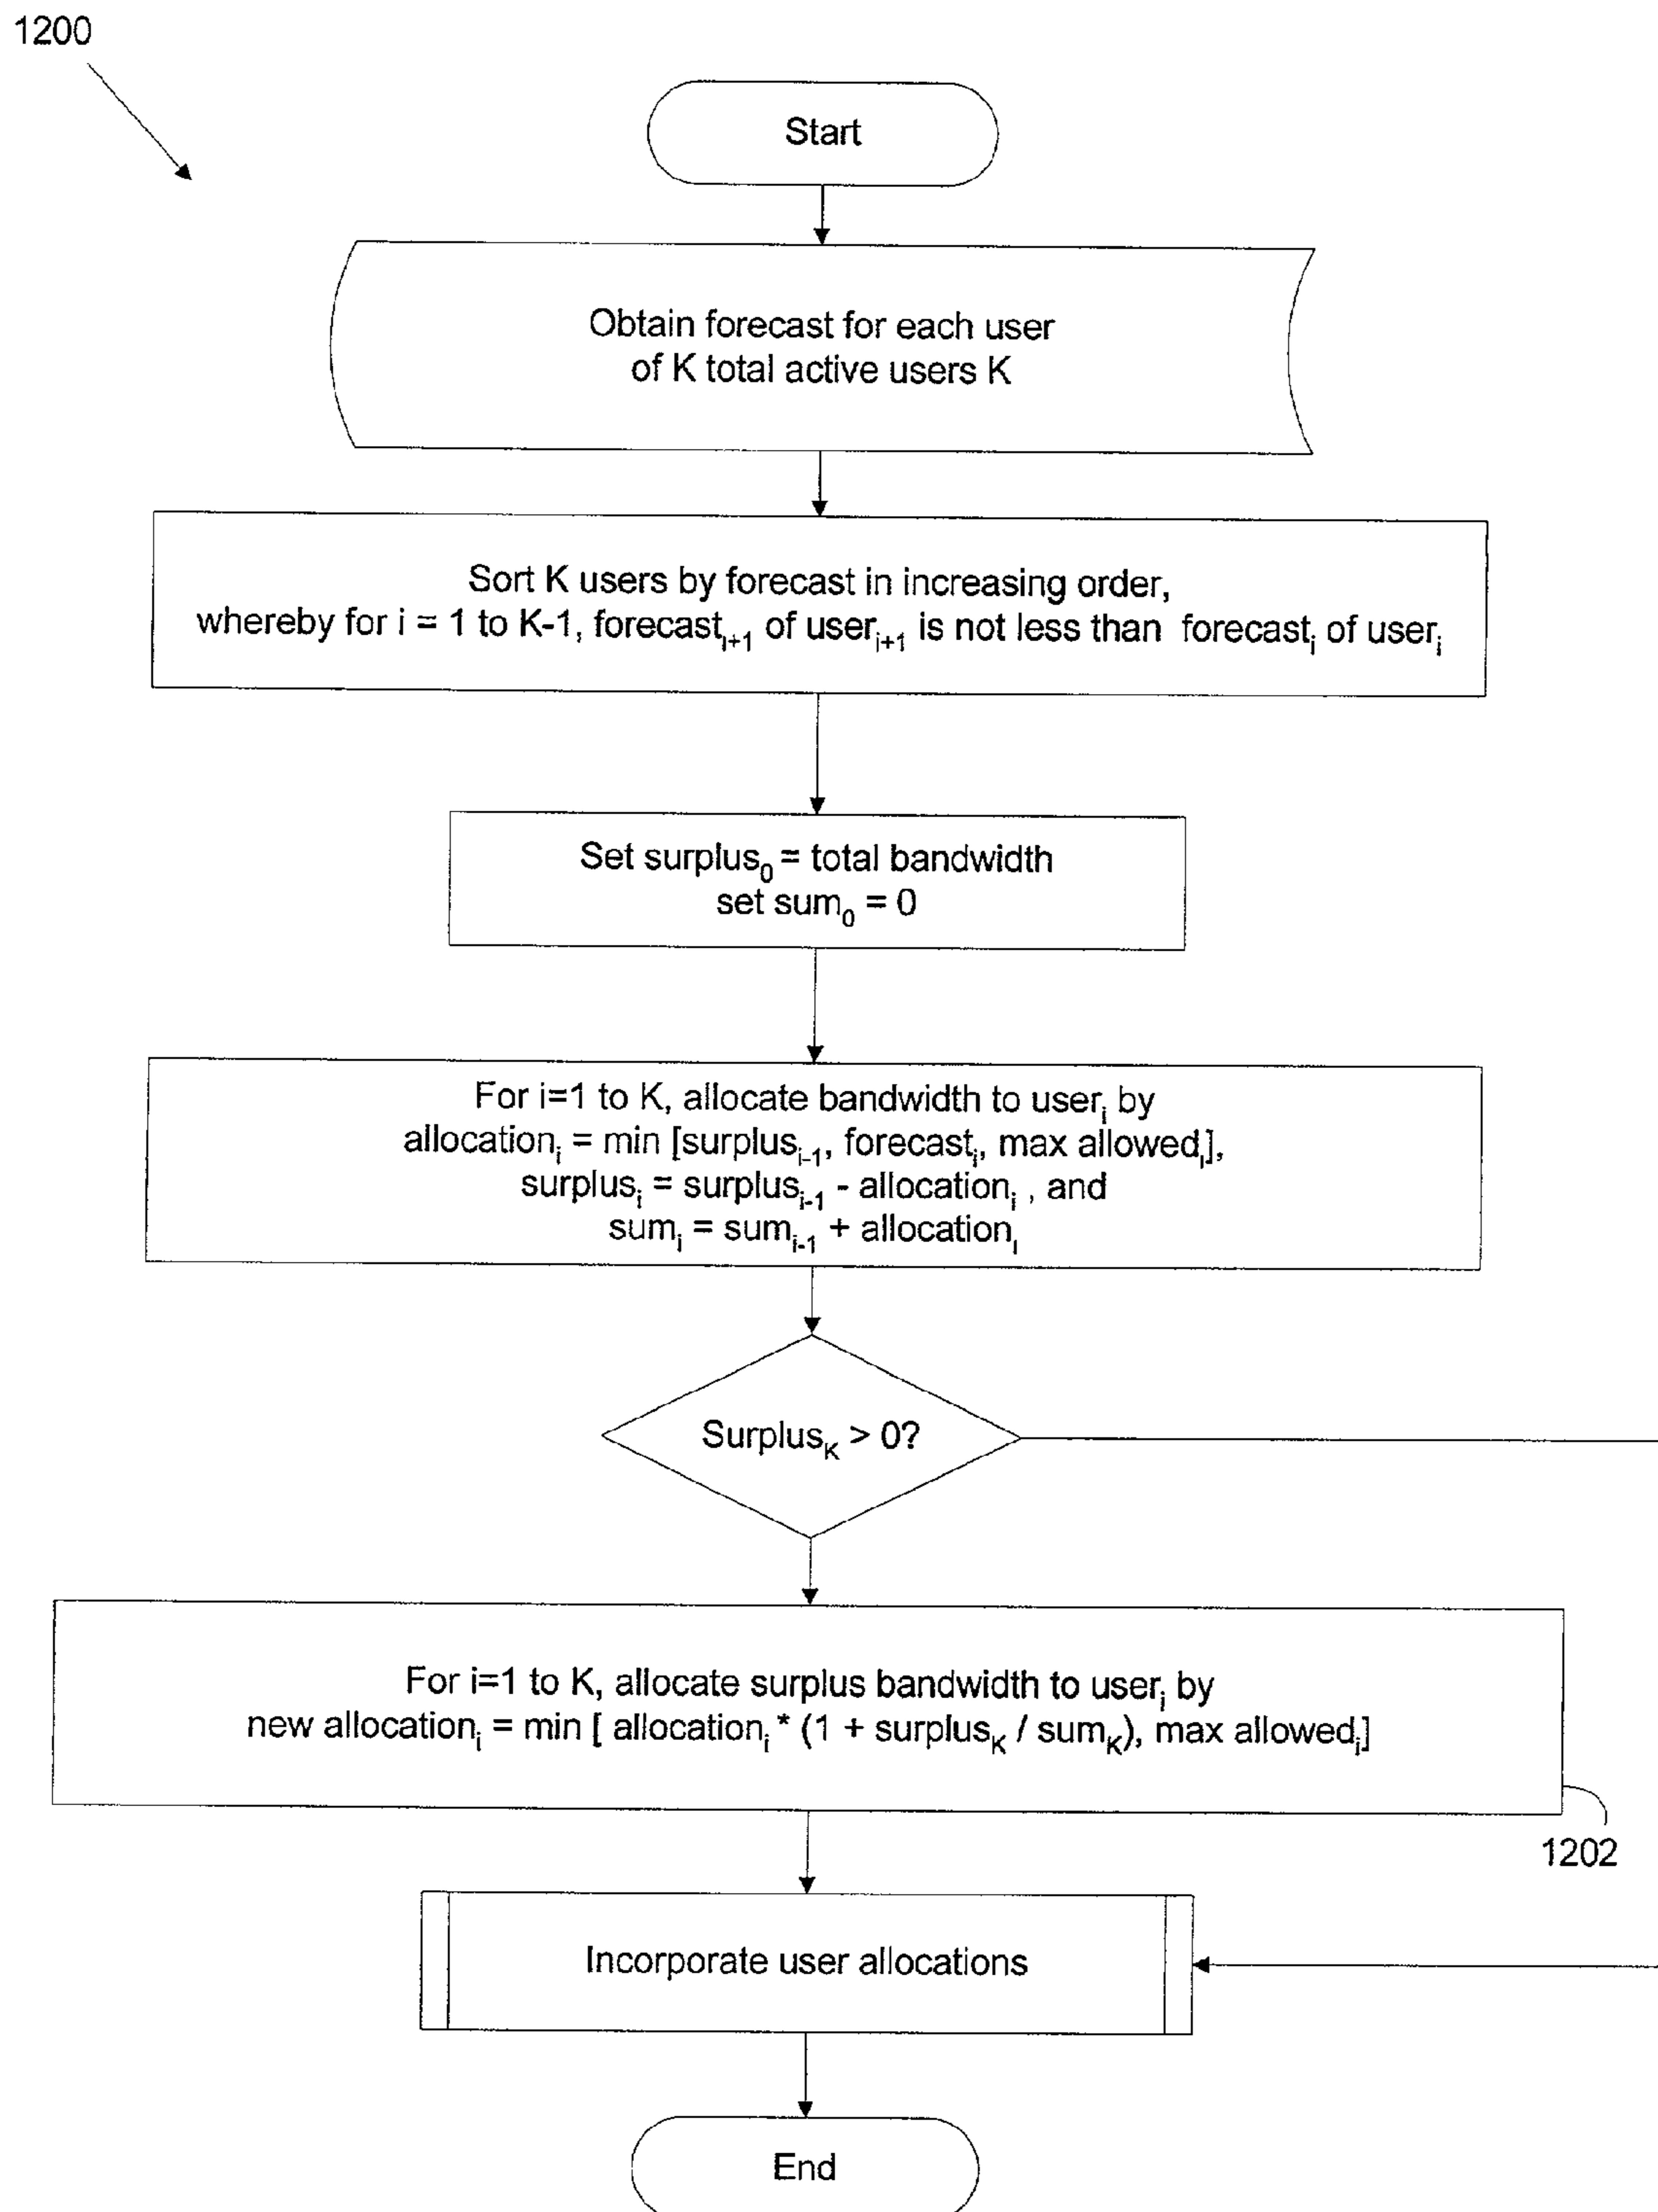 1200
Start
Obtain forecast for each user
of K total active users K
Sort K users by forecast in increasing order,
whereby for i = 1 to K-1, forecastᵢ₊₁ of userᵢ₊₁ is not less than forecastᵢ of userᵢ
Set surplus₀ = total bandwidth
set sum₀ = 0
For i=1 to K, allocate bandwidth to userᵢ by
allocationᵢ = min [surplusᵢ₋₁, forecastᵢ, max allowedᵢ],
surplusᵢ = surplusᵢ₋₁ - allocationᵢ , and
sumᵢ = sumᵢ₋₁ + allocationᵢ
Surplus_K > 0?
For i=1 to K, allocate surplus bandwidth to userᵢ by
new allocationᵢ = min [ allocationᵢ * (1 + surplus_K / sum_K), max allowedᵢ]
1202
Incorporate user allocations
End